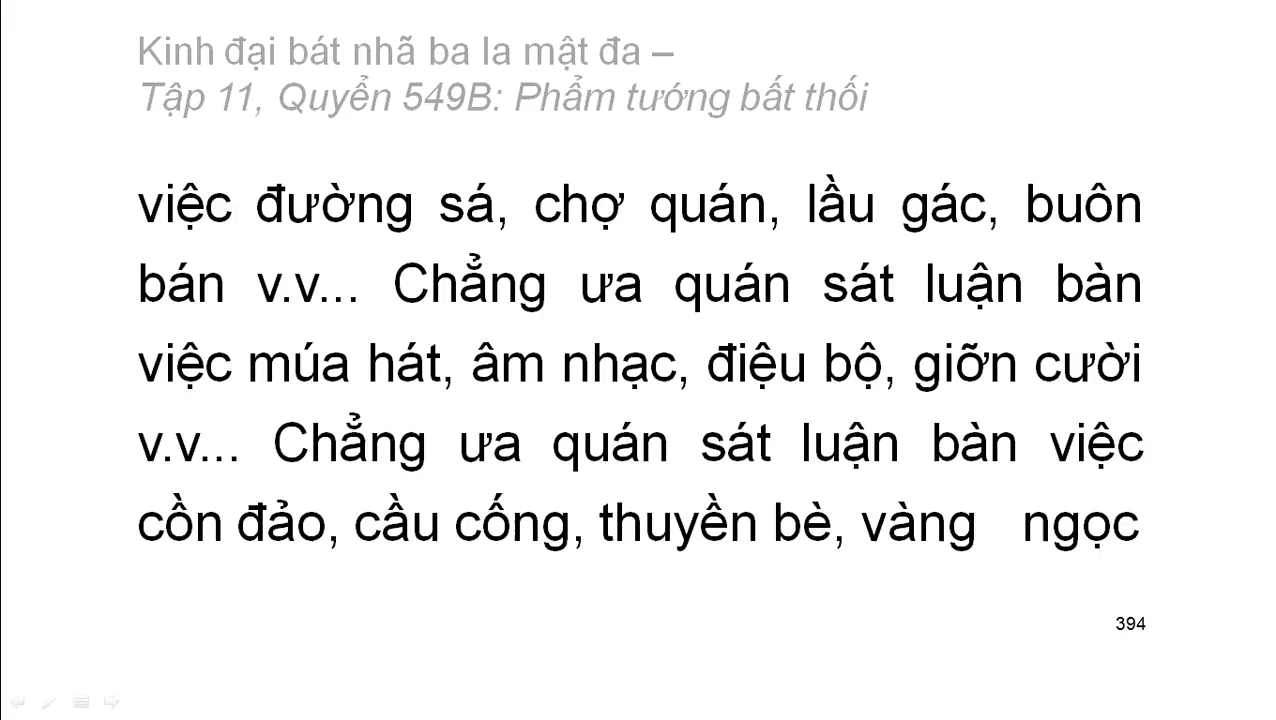 Kinh đại bát nhã ba la mật đa –
Tập 11, Quyển 549B: Phẩm tướng bất thối
việc đường sá, chợ quán, lầu gác, buôn
bán v.v... Chẳng ưa quán sát luận bàn
việc múa hát, âm nhạc, điệu bộ, giỡn cười
v.v... Chẳng ưa quán sát luận bàn việc
cồn đảo, cầu cống, thuyền bè, vàng ngọc
394